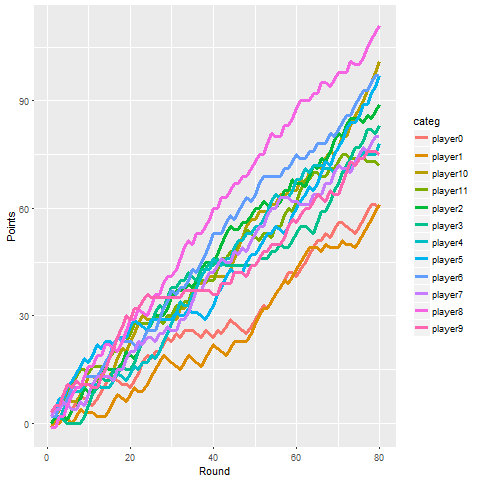 90
60
30
0
Points
0
20
40
60
80
Round
categ
player0
player1
player10
player11
player2
player3
player4
player5
player6
player7
player8
player9